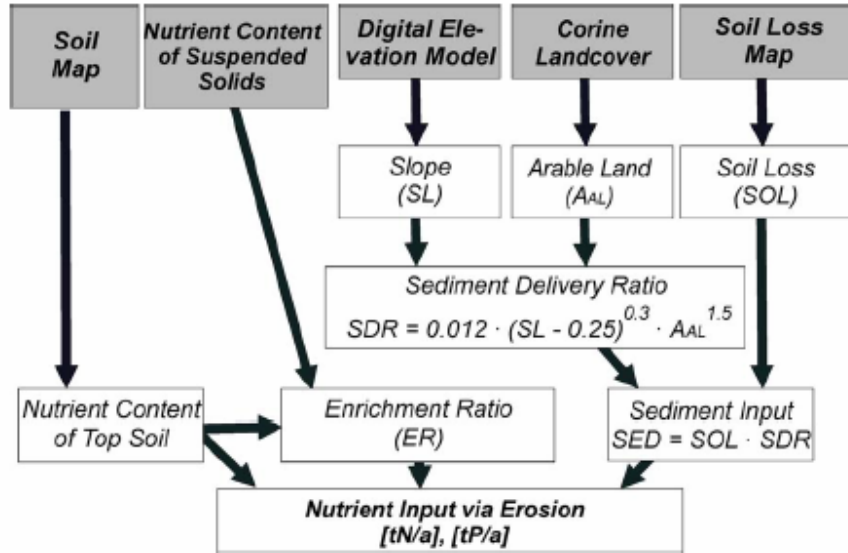 Soil
Map
Nutrient Content
of Suspended
Solids
Digital Ele-
vation Model
Corine
Landcover
Soil Loss
Map
Slope
(SL)
Arable Land
(AAL)
Soil Loss
(SOL)
Sediment Delivery Ratio
SDR = 0.012 · (SL - 0.25)^0.3 · AAL^1.5
Nutrient Content
of Top Soil
Enrichment Ratio
(ER)
Sediment Input
SED = SOL · SDR
Nutrient Input via Erosion
[tN/a], [tP/a]